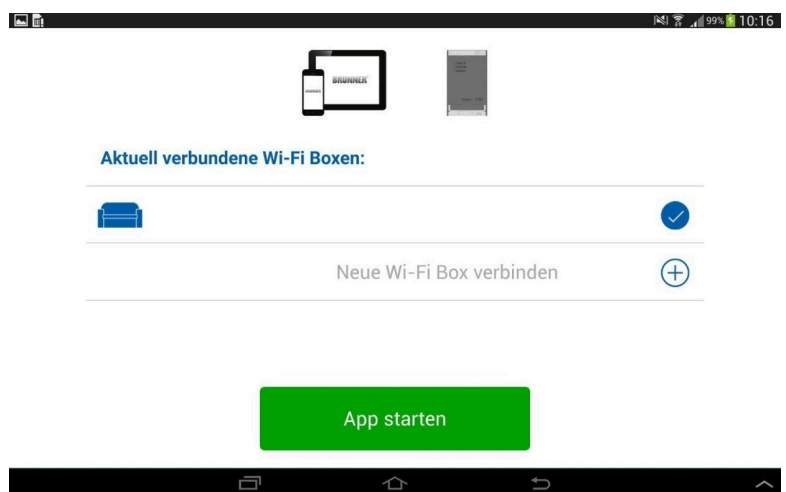 99% 10:16
BRUNNER
Aktuell verbundene Wi-Fi Boxen:
Neue Wi-Fi Box verbinden
App starten